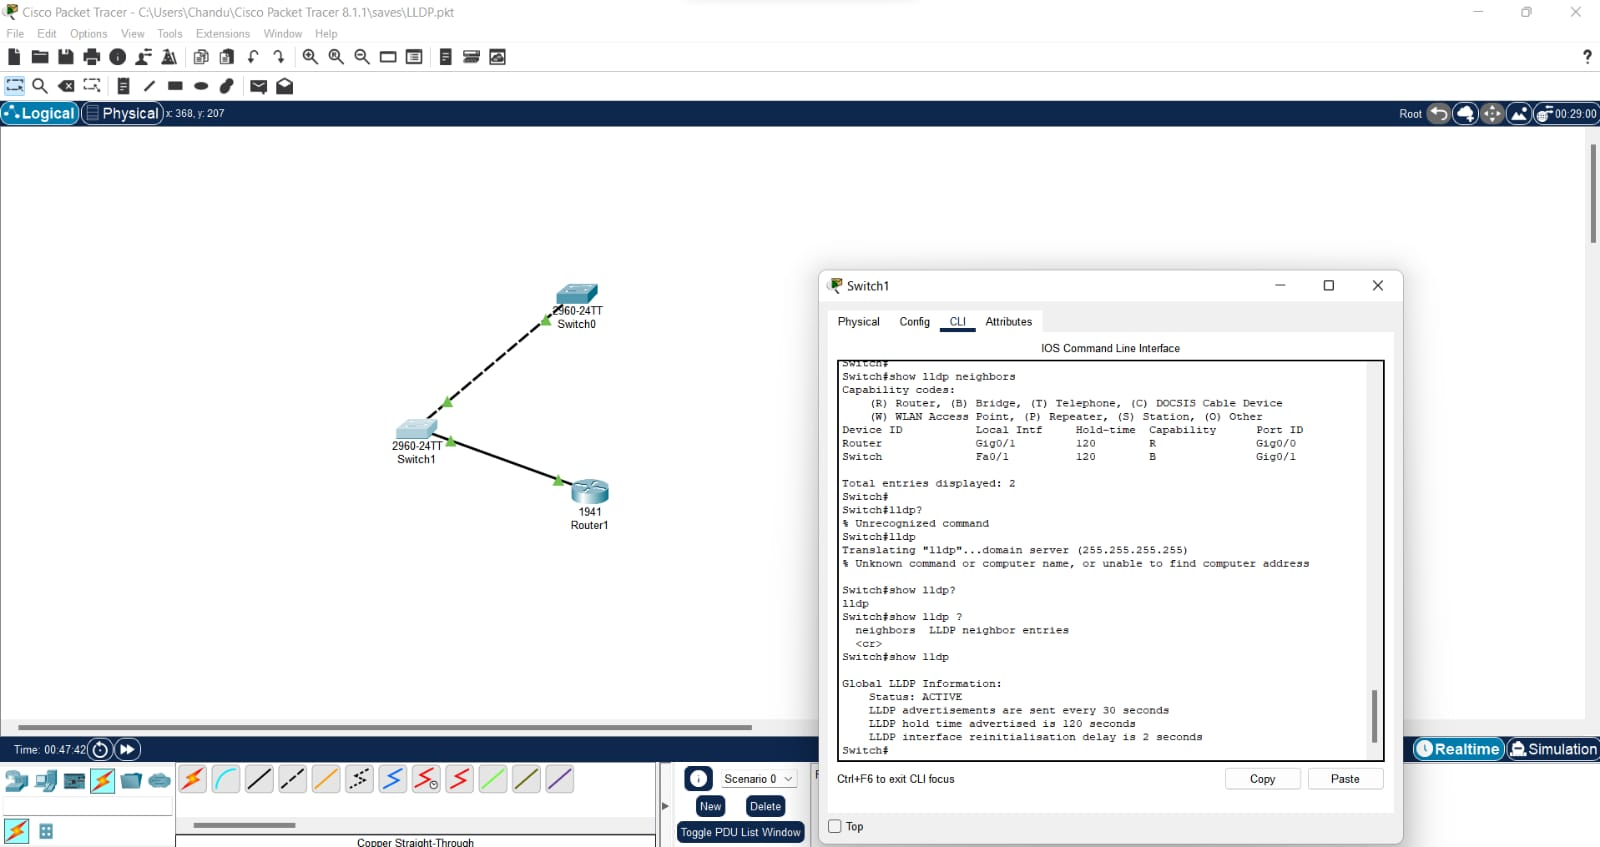 Cisco Packet Tracer - C:\Users\Chandu\Cisco Packet Tracer 8.1.1\saves\LLDP.pkt
File Edit Options View Tools Extensions Window Help
?
Logical Physical x: 368, y: 207 Root 00:29:00
2960-24TT
Switch0
2960-24TT
Switch1
1941
Router1
Switch1
Physical Config CLI Attributes
IOS Command Line Interface
Switch#
Switch#show lldp neighbors
Capability codes:
(R) Router, (B) Bridge, (T) Telephone, (C) DOCSIS Cable Device
(W) WLAN Access Point, (P) Repeater, (S) Station, (O) Other
Device ID Local Intf Hold-time Capability Port ID
Router Gig0/1 120 R Gig0/0
Switch Fa0/1 120 B Gig0/1
Total entries displayed: 2
Switch#
Switch#lldp?
% Unrecognized command
Switch#lldp
Translating "lldp"...domain server (255.255.255.255)
% Unknown command or computer name, or unable to find computer address
Switch#show lldp?
lldp
Switch#show lldp ?
neighbors LLDP neighbor entries
<cr>
Switch#show lldp
Global LLDP Information:
Status: ACTIVE
LLDP advertisements are sent every 30 seconds
LLDP hold time advertised is 120 seconds
LLDP interface reinitialisation delay is 2 seconds
Switch#
Ctrl+F6 to exit CLI focus Copy Paste
Top
Time: 00:47:42 Realtime Simulation
Scenario 0
New Delete
Toggle PDU List Window
Copper Straight-Through